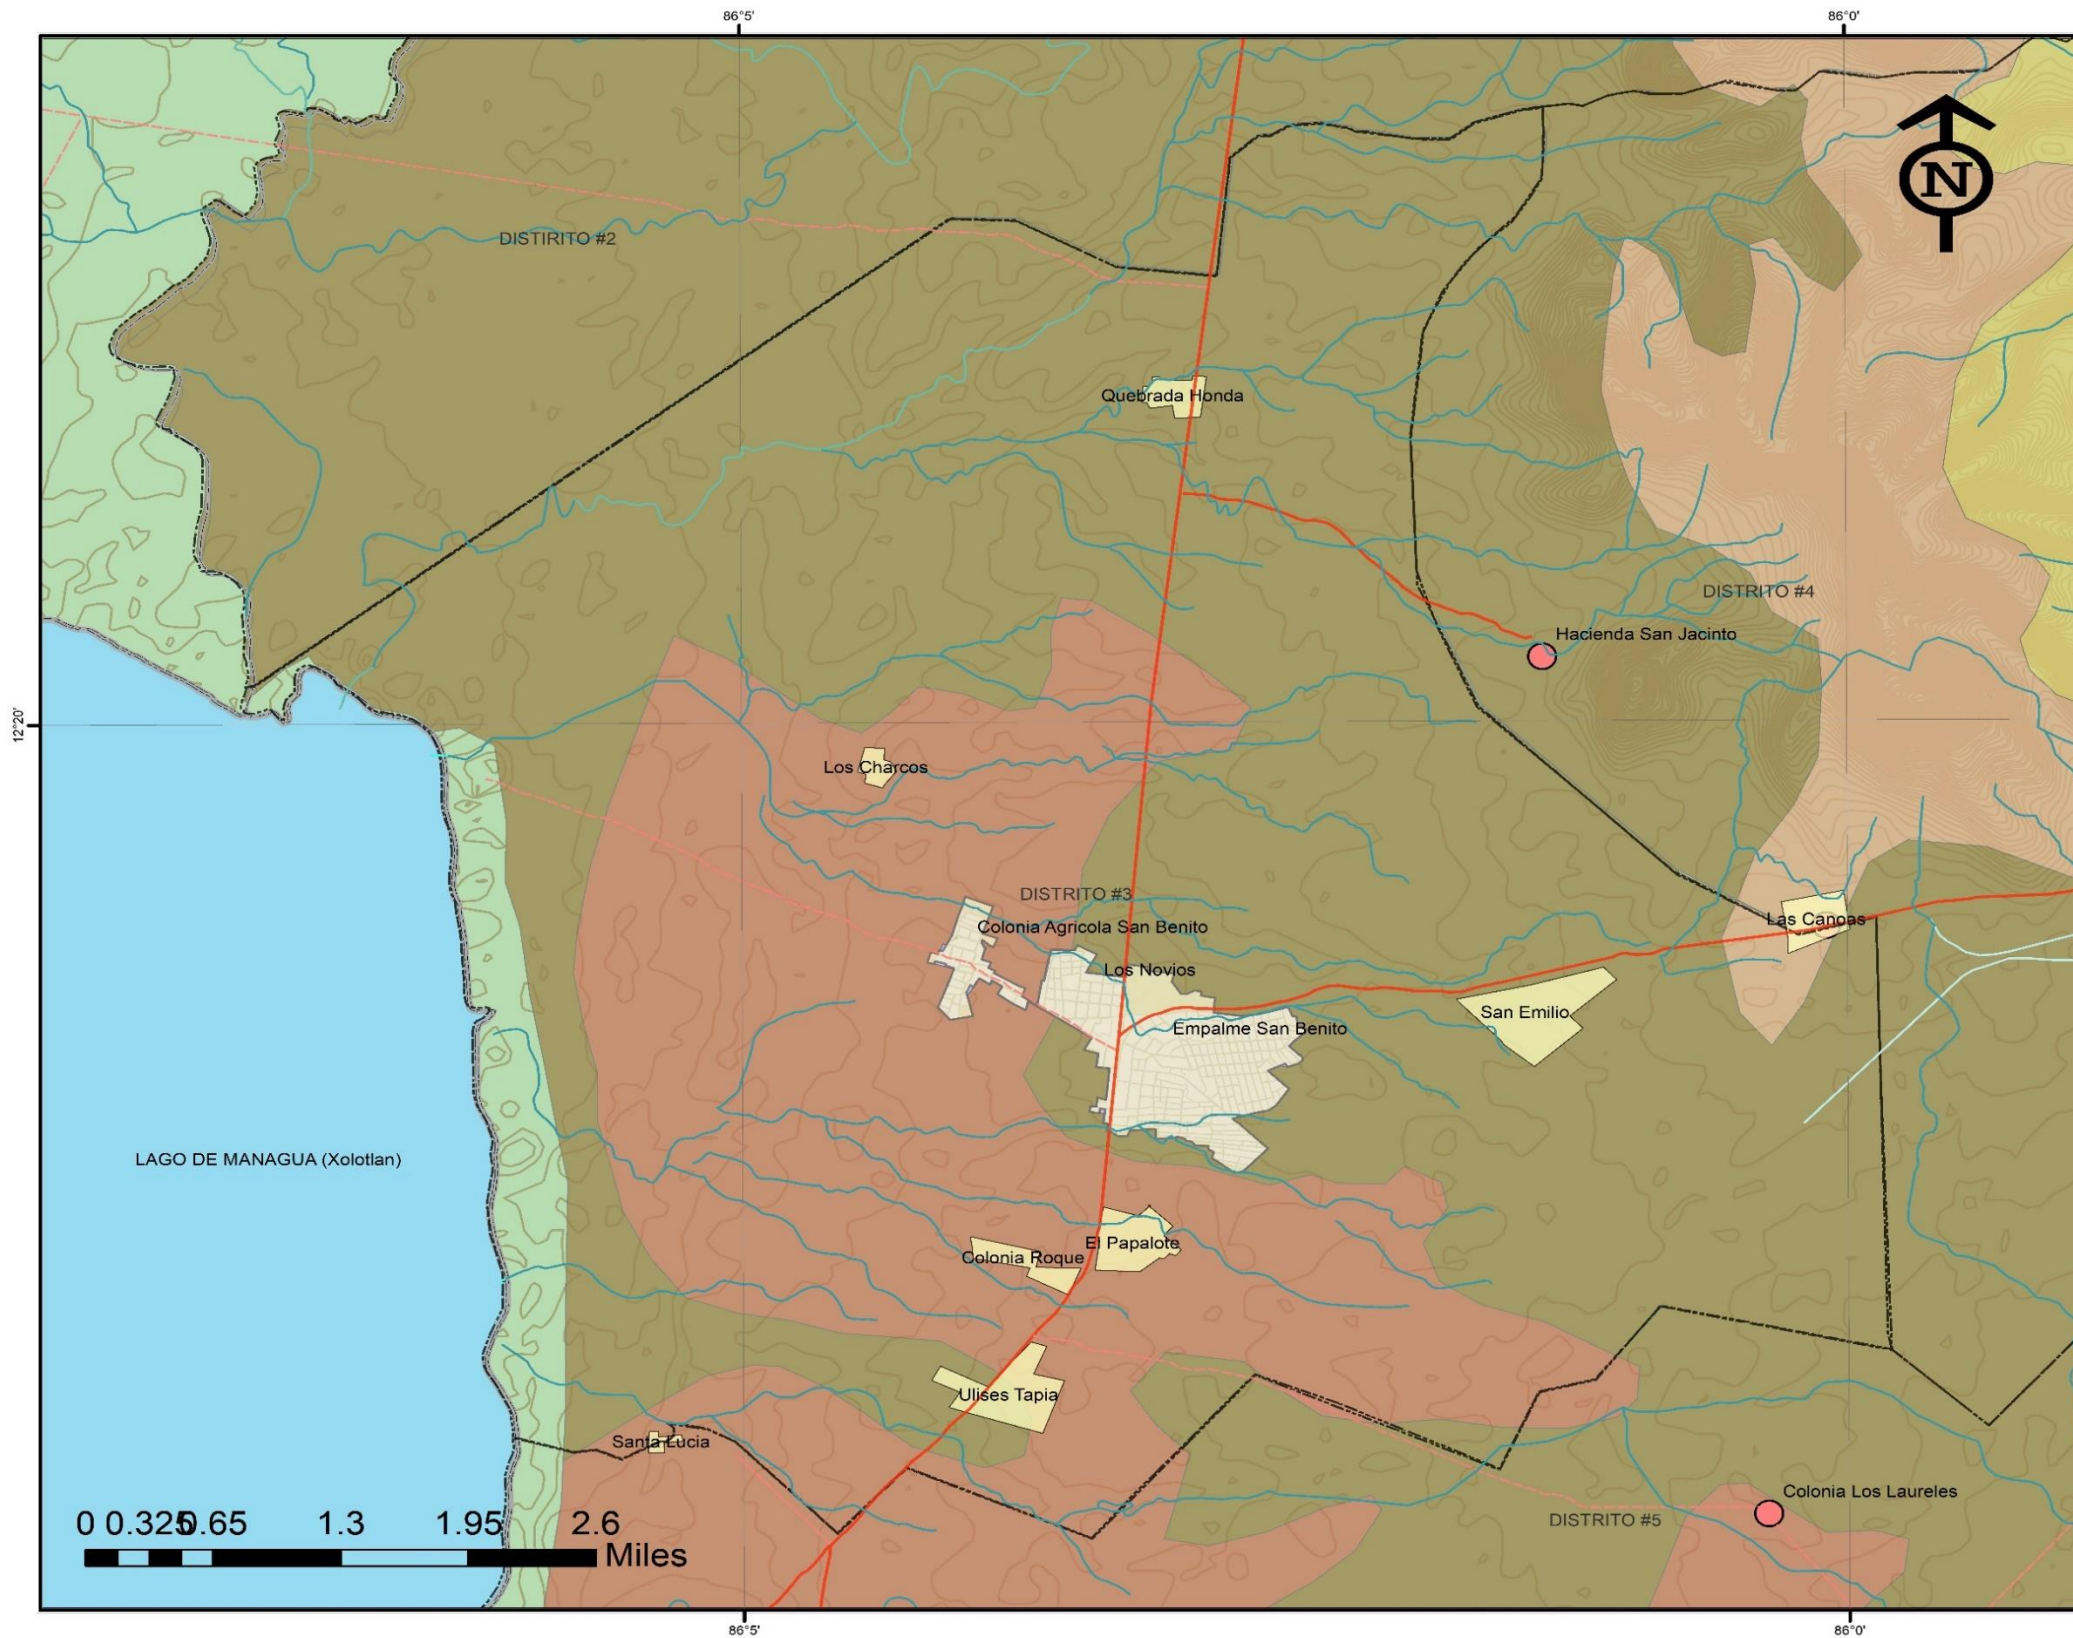 86°5'
86°0'
N
DISTIRITO #2
Quebrada Honda
DISTRITO #4
Hacienda San Jacinto
12°20'
Los Charcos
DISTRITO #3
Colonia Agricola San Benito
Las Canoas
Los Novios
San Emilio
Empalme San Benito
LAGO DE MANAGUA (Xolotlan)
El Papalote
Colonia Roque
Ulises Tapia
Santa Lucia
Colonia Los Laureles
DISTRITO #5
0 0.325 0.65 1.3 1.95 2.6
Miles
86°5'
86°0'